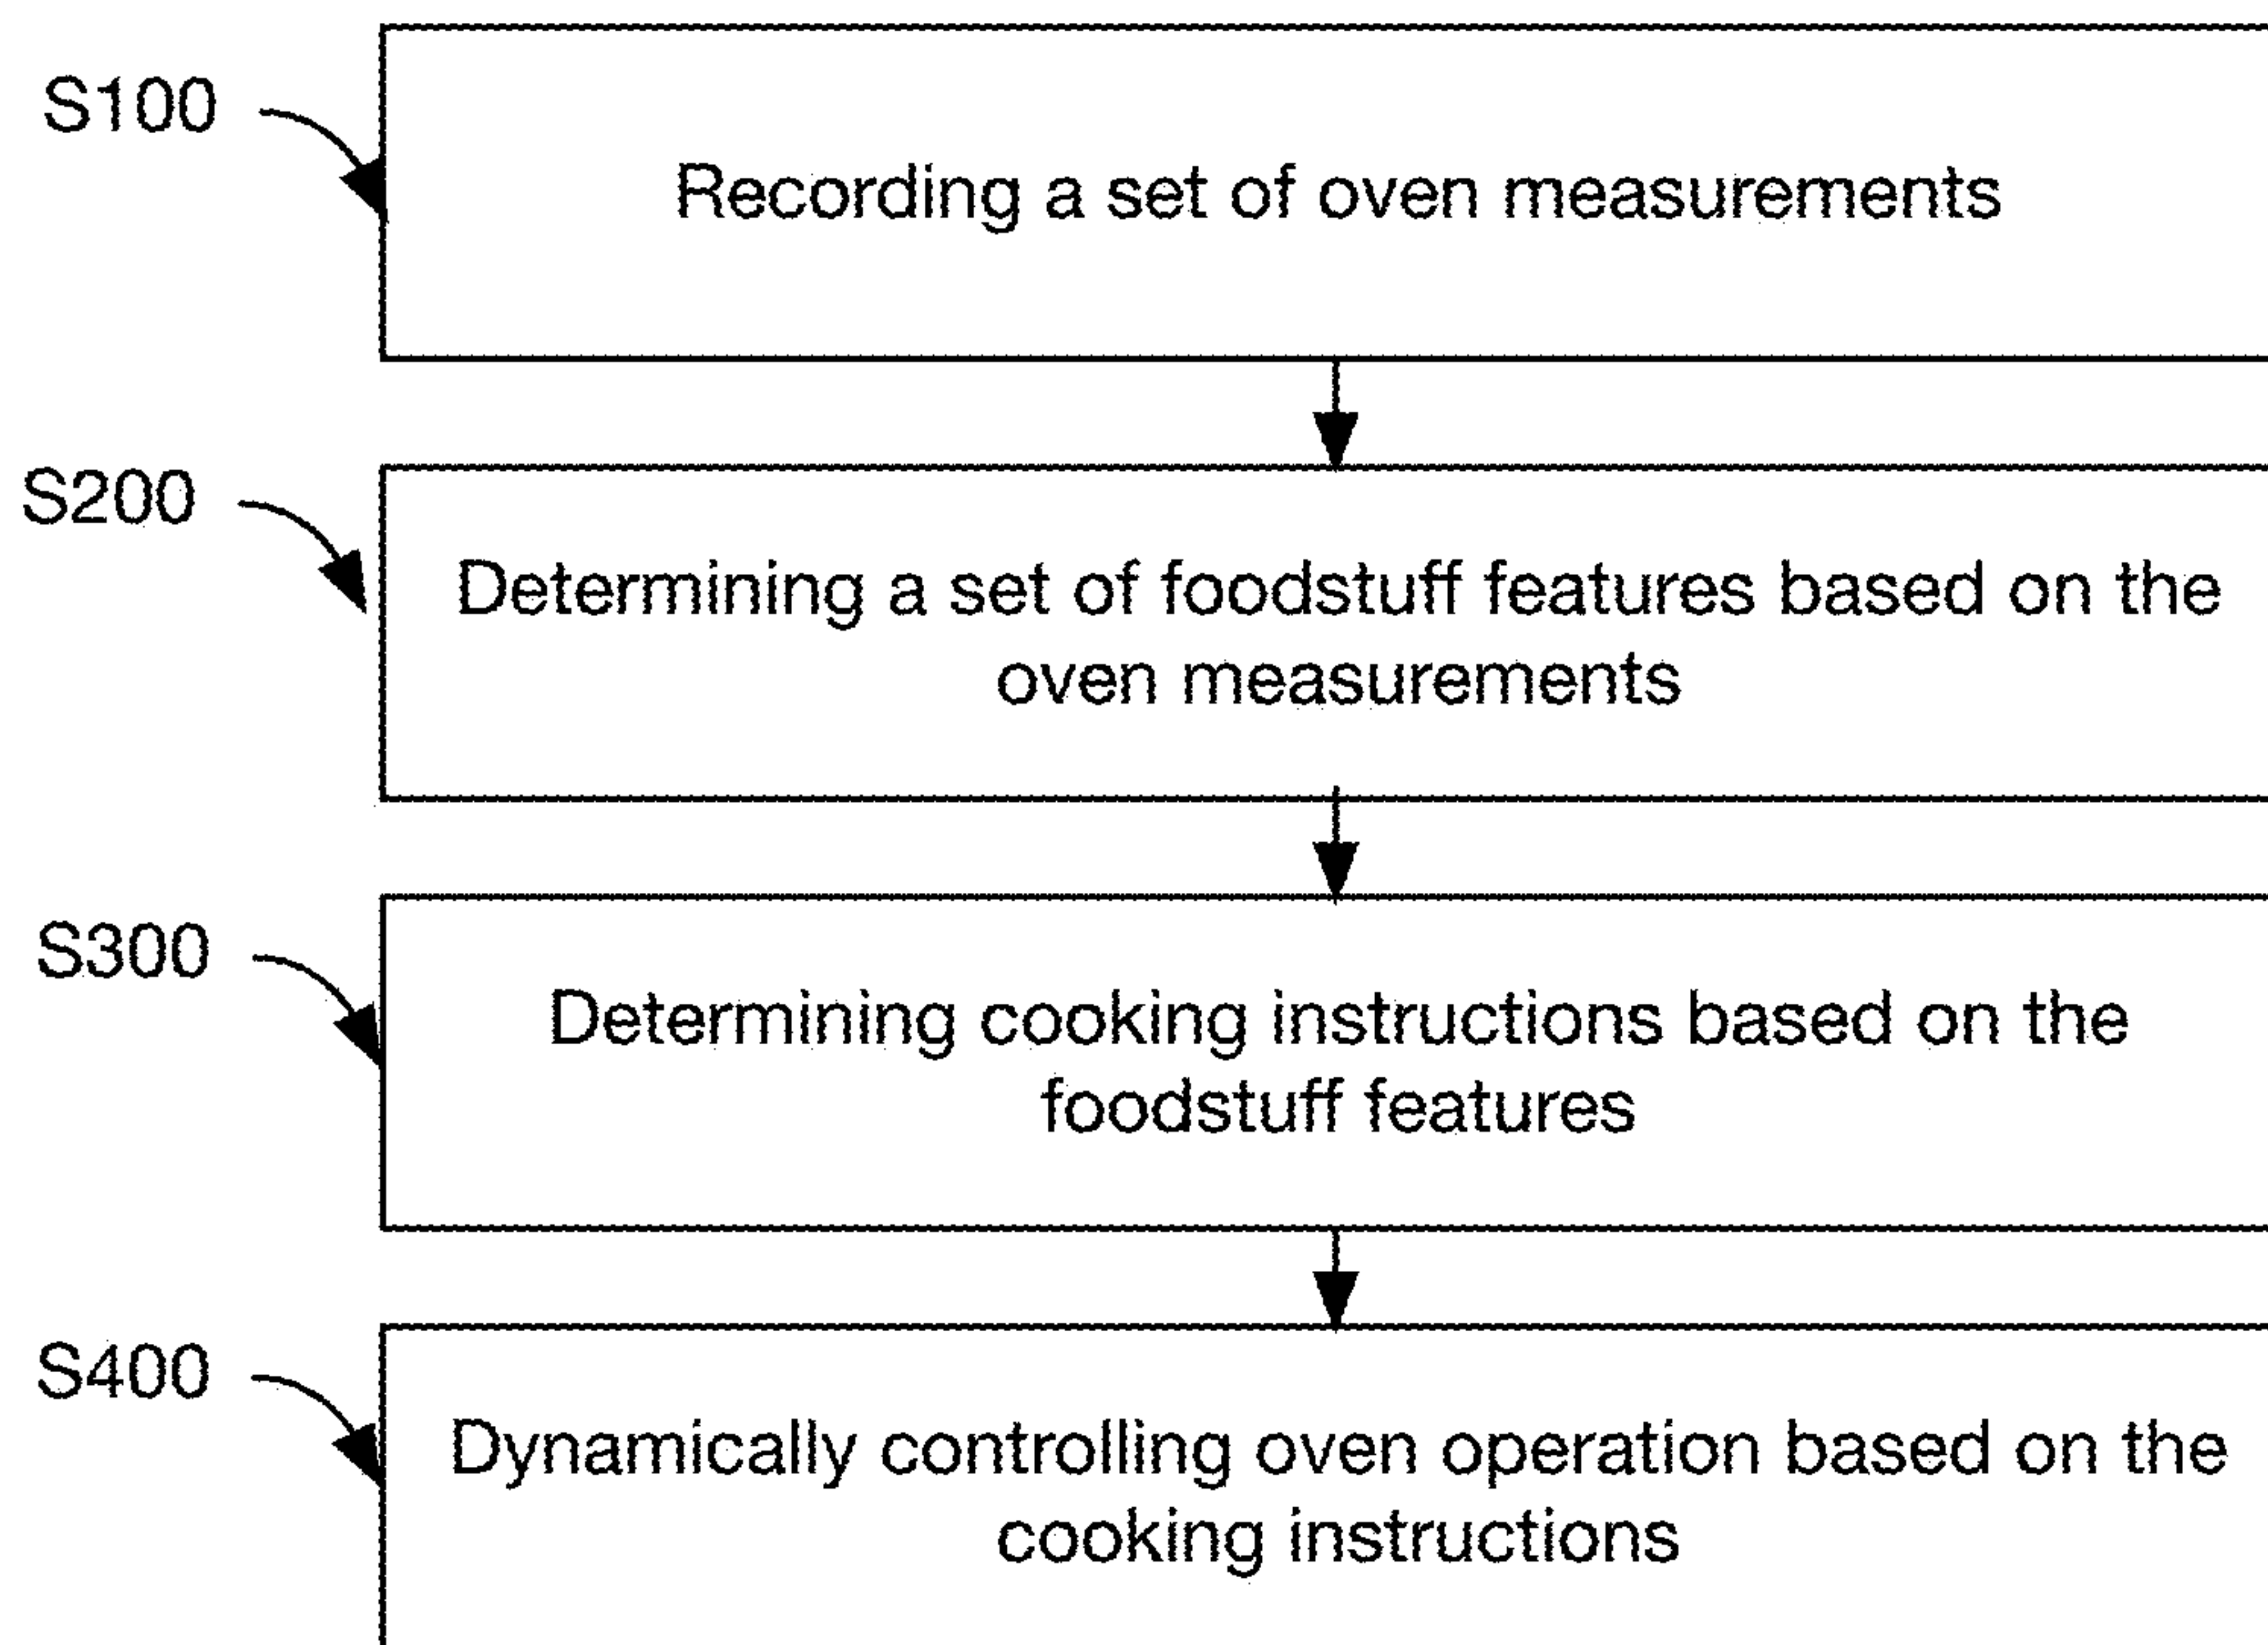 S100
Recording a set of oven measurements
S200
Determining a set of foodstuff features based on the
oven measurements
S300
Determining cooking instructions based on the
foodstuff features
S400
Dynamically controlling oven operation based on the
cooking instructions